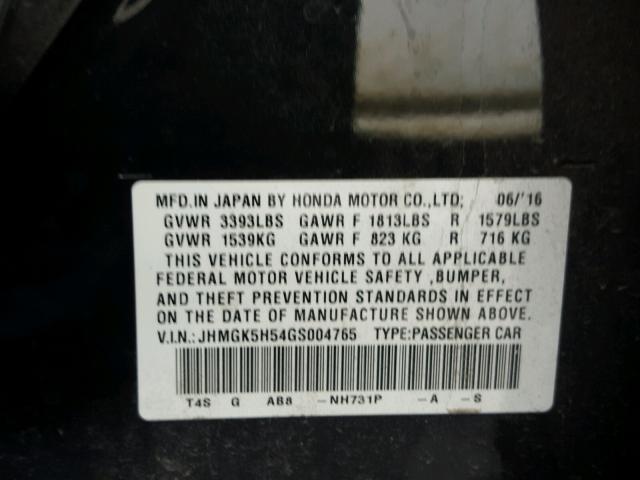 MFD.IN JAPAN BY HONDA MOTOR CO.,LTD; 06/'16
GVWR 3393LBS GAWR F 1813LBS R 1579LBS
GVWR 1539KG GAWR F 823 KG R 716 KG
THIS VEHICLE CONFORMS TO ALL APPLICABLE
FEDERAL MOTOR VEHICLE SAFETY ,BUMPER,
AND THEFT PREVENTION STANDARDS IN EFFECT
ON THE DATE OF MANUFACTURE SHOWN ABOVE.
V.I.N.:JHMGK5H54GS004765 TYPE:PASSENGER CAR
T4S G AB8 -NH731P -A -S